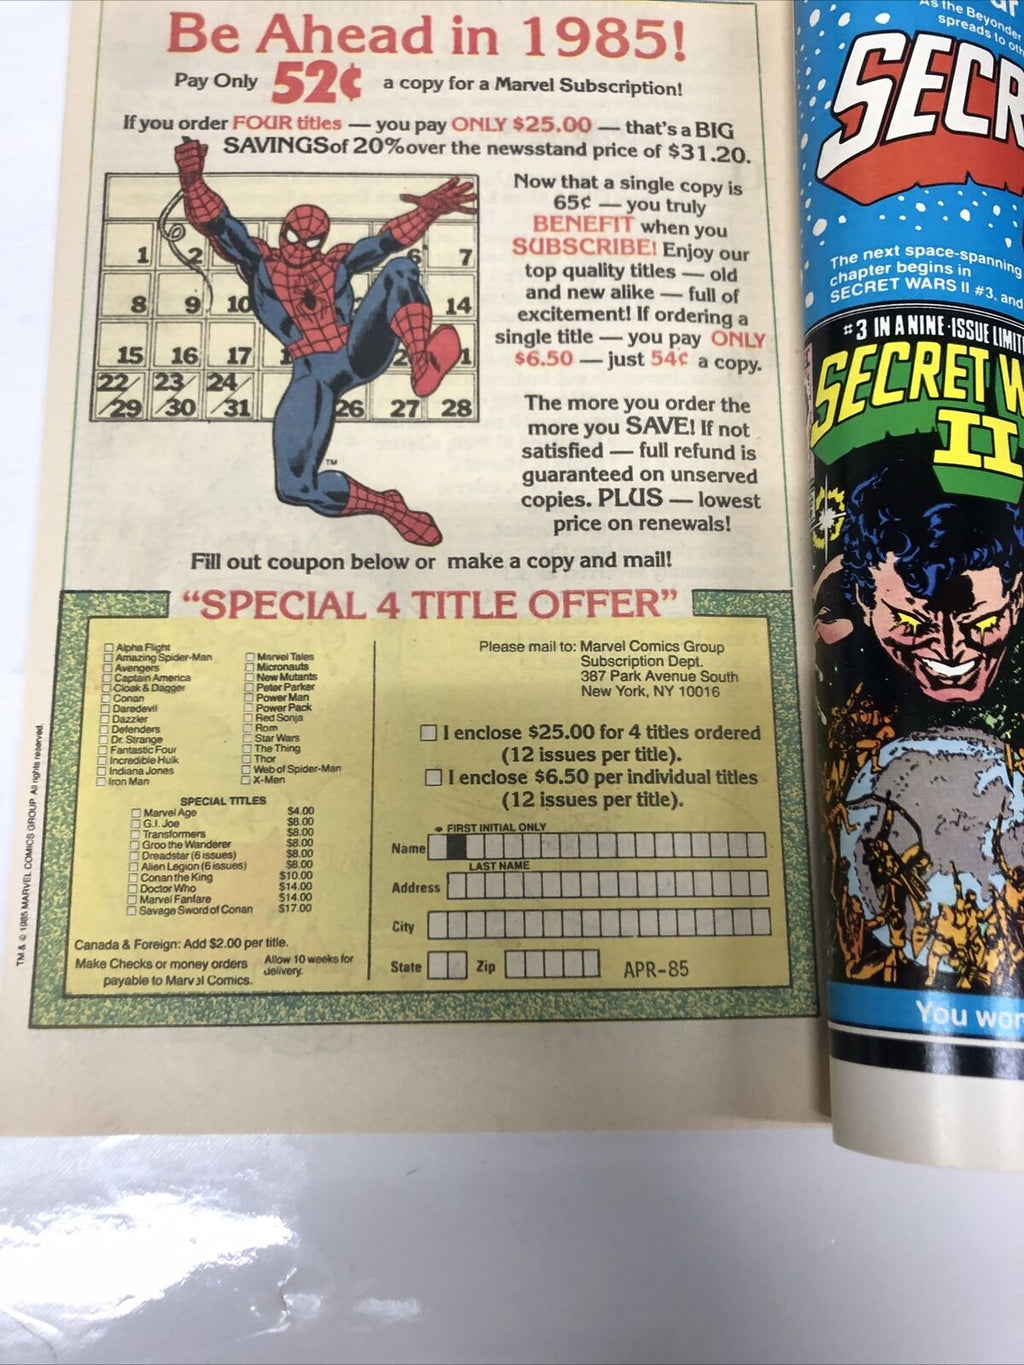 Be Ahead in 1985!
Pay Only 52¢ a copy for a Marvel Subscription!
If you order FOUR titles — you pay ONLY $25.00 — that's a BIG
SAVINGS of 20% over the newsstand price of $31.20.
Now that a single copy is
65¢ — you truly
BENEFIT when you
SUBSCRIBE! Enjoy our
top quality titles — old
and new alike — full of
excitement! If ordering a
single title — you pay ONLY
$6.50 — just 54¢ a copy.
The more you order the
more you SAVE! If not
satisfied — full refund is
guaranteed on unserved
copies. PLUS — lowest
price on renewals!
1 2 6 7
8 9 10 14
15 16 17 1
22/29 23/30 24/31 26 27 28
TM
Fill out coupon below or make a copy and mail!
"SPECIAL 4 TITLE OFFER"
Alpha Flight
Amazing Spider-Man
Avengers
Captain America
Cloak & Dagger
Conan
Daredevil
Dazzler
Defenders
Dr. Strange
Fantastic Four
Incredible Hulk
Indiana Jones
Iron Man
Marvel Tales
Micronauts
New Mutants
Peter Parker
Power Man
Power Pack
Red Sonja
Rom
Star Wars
The Thing
Thor
Web of Spider-Man
X-Men
SPECIAL TITLES
Marvel Age $4.00
G.I. Joe $8.00
Transformers $8.00
Groo the Wanderer $8.00
Dreadstar (6 issues) $8.00
Alien Legion (6 issues) $8.00
Conan the King $10.00
Doctor Who $14.00
Marvel Fanfare $14.00
Savage Sword of Conan $17.00
Canada & Foreign: Add $2.00 per title.
Make Checks or money orders
payable to Marvel Comics.
Allow 10 weeks for
delivery.
Please mail to: Marvel Comics Group
Subscription Dept.
387 Park Avenue South
New York, NY 10016
I enclose $25.00 for 4 titles ordered
(12 issues per title).
I enclose $6.50 per individual titles
(12 issues per title).
FIRST INITIAL ONLY
Name
LAST NAME
Address
City
State Zip APR-85
TM & © 1985 MARVEL COMICS GROUP. All rights reserved.
As the Beyonder
spreads to
SECR
The next space-spanning
chapter begins in
SECRET WARS II #3, and
#3 IN A NINE-ISSUE LIMIT
SECRET W
II
You wo